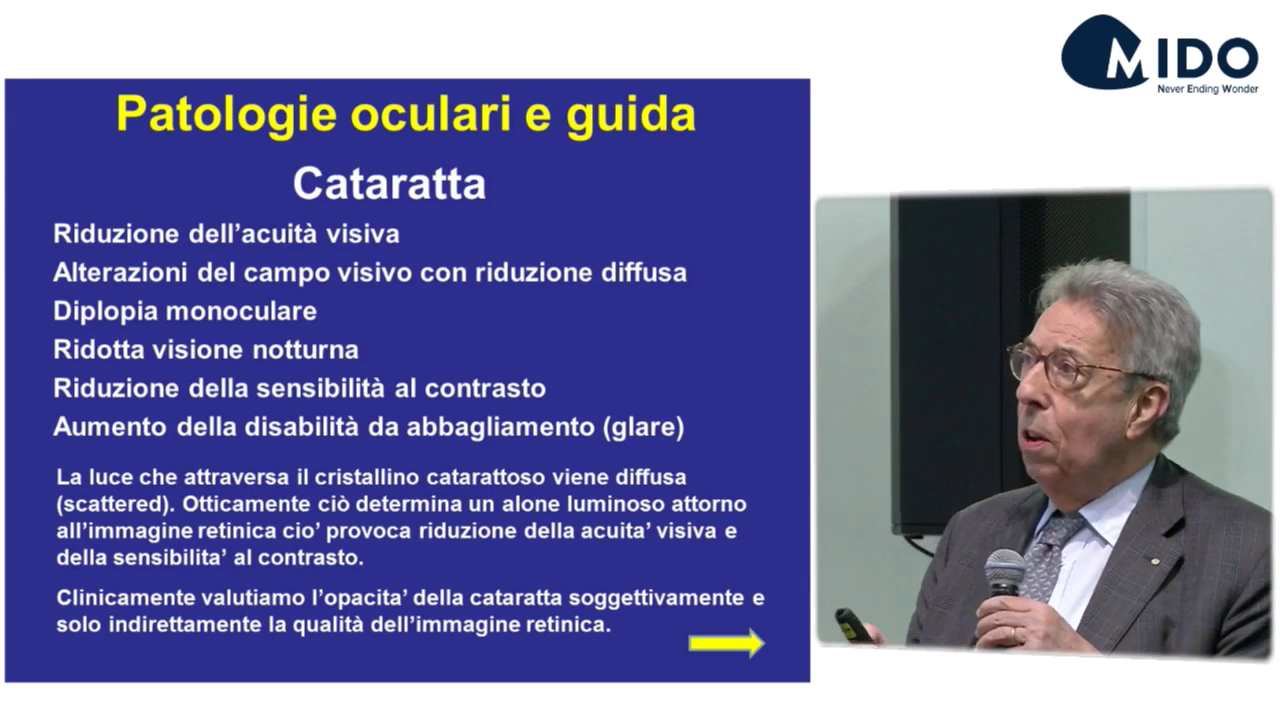 MIDO
Never Ending Wonder
Patologie oculari e guida
Cataratta
Riduzione dell’acuità visiva
Alterazioni del campo visivo con riduzione diffusa
Diplopia monoculare
Ridotta visione notturna
Riduzione della sensibilità al contrasto
Aumento della disabilità da abbagliamento (glare)
La luce che attraversa il cristallino catarattoso viene diffusa
(scattered). Otticamente ciò determina un alone luminoso attorno
all’immagine retinica cio’ provoca riduzione della acuita’ visiva e
della sensibilita’ al contrasto.
Clinicamente valutiamo l’opacita’ della cataratta soggettivamente e
solo indirettamente la qualità dell’immagine retinica.